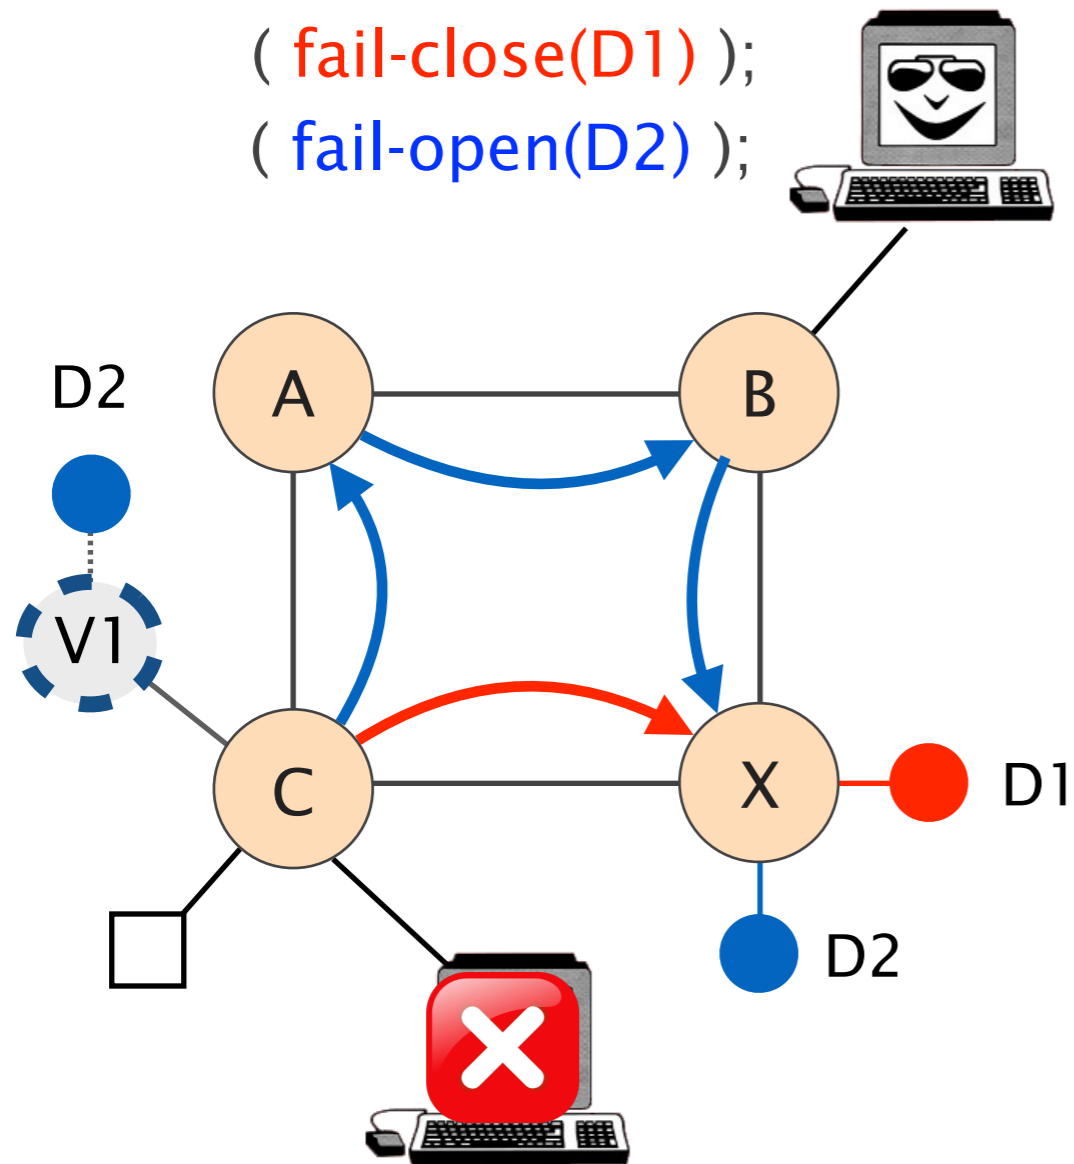 ( fail-close(D1) );
( fail-open(D2) );
D2
A
B
V1
C
X
D1
D2